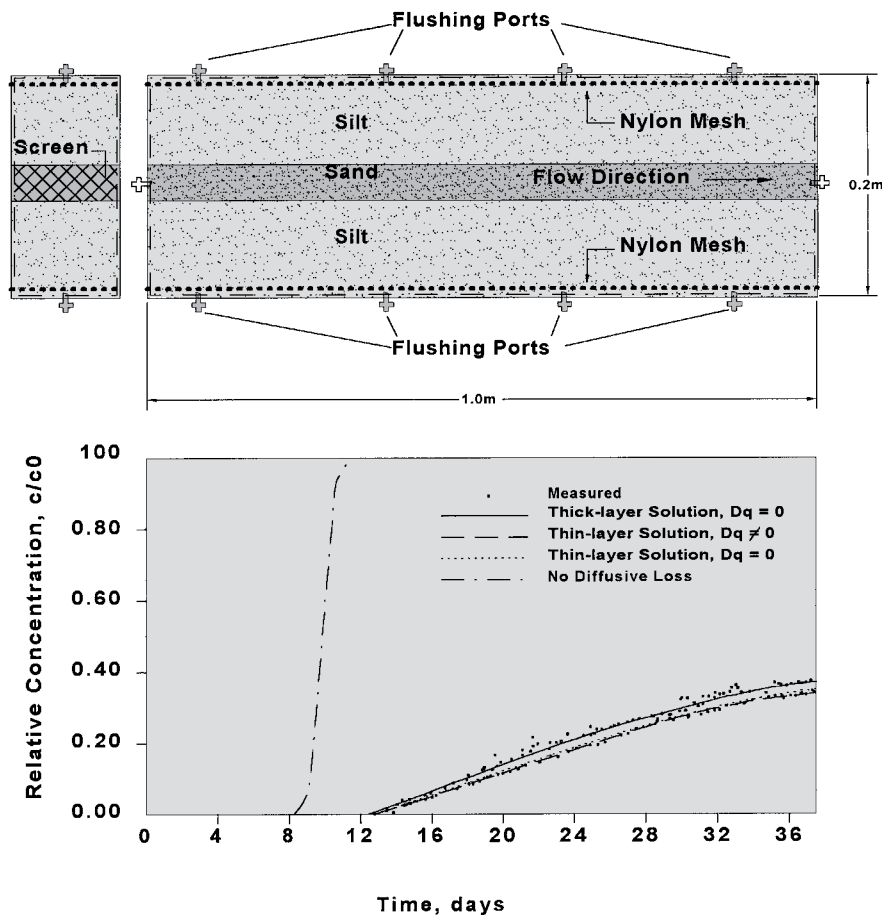 Flushing Ports
Silt
Nylon Mesh
Screen
Sand
Flow Direction
0.2m
Silt
Nylon Mesh
Flushing Ports
1.0m
Relative Concentration, c/c0
100
0.80
0.60
0.40
0.20
0.00
Measured
Thick-layer Solution, Dq = 0
Thin-layer Solution, Dq ≠ 0
Thin-layer Solution, Dq = 0
No Diffusive Loss
0 4 8 12 16 20 24 28 32 36
Time, days